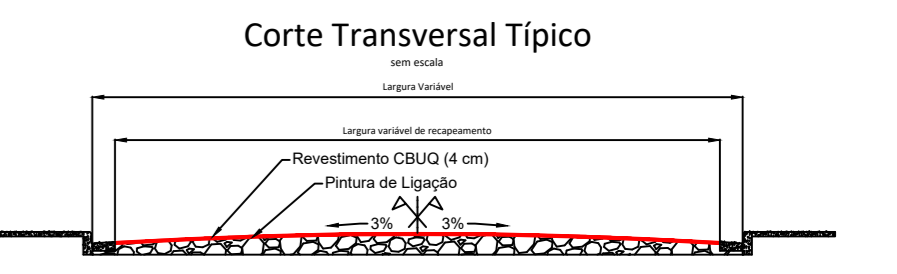 Corte Transversal Típico
sem escala
Largura Variável
Largura variável de recapeamento
Revestimento CBUQ (4 cm)
Pintura de Ligação
3% 3%